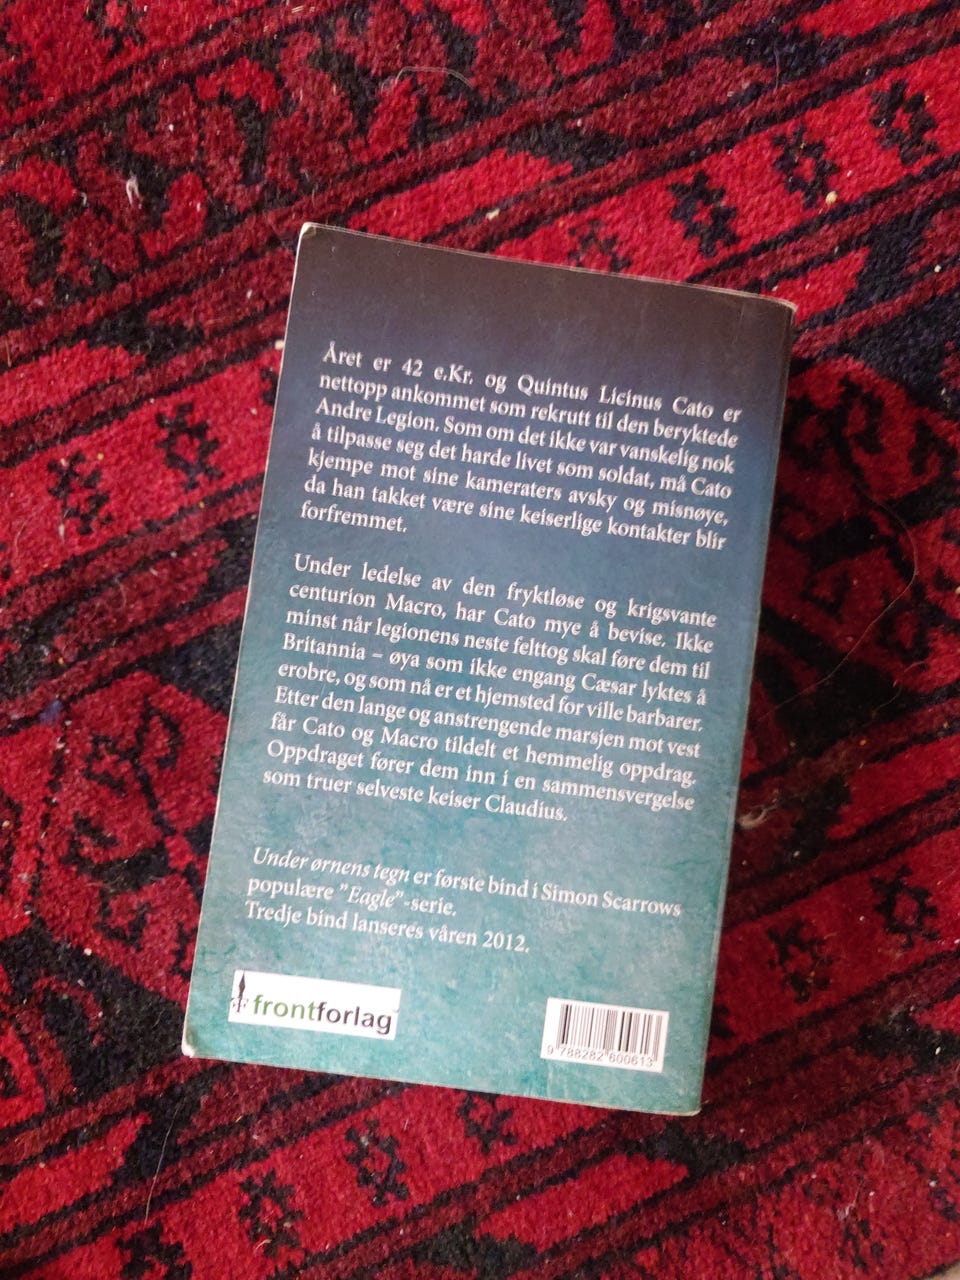 Året er 42 e.Kr. og Quintus Licinus Cato er
nettopp ankommet som rekrutt til den beryktede
Andre Legion. Som om det ikke var vanskelig nok
å tilpasse seg det harde livet som soldat, må Cato
kjempe mot sine kameraters avsky og misnøye,
da han takket være sine keiserlige kontakter blir
forfremmet.
Under ledelse av den fryktløse og krigsvante
centurion Macro, har Cato mye å bevise. Ikke
minst når legionens neste felttog skal føre dem til
Britannia – øya som ikke engang Cæsar lyktes å
erobre, og som nå er et hjemsted for ville barbarer.
Etter den lange og anstrengende marsjen mot vest
får Cato og Macro tildelt et hemmelig oppdrag.
Oppdraget fører dem inn i en sammensvergelse
som truer selveste keiser Claudius.
Under ørnens tegn er første bind i Simon Scarrows
populære ”Eagle”-serie.
Tredje bind lanseres våren 2012.
frontforlag
9 788282 600613